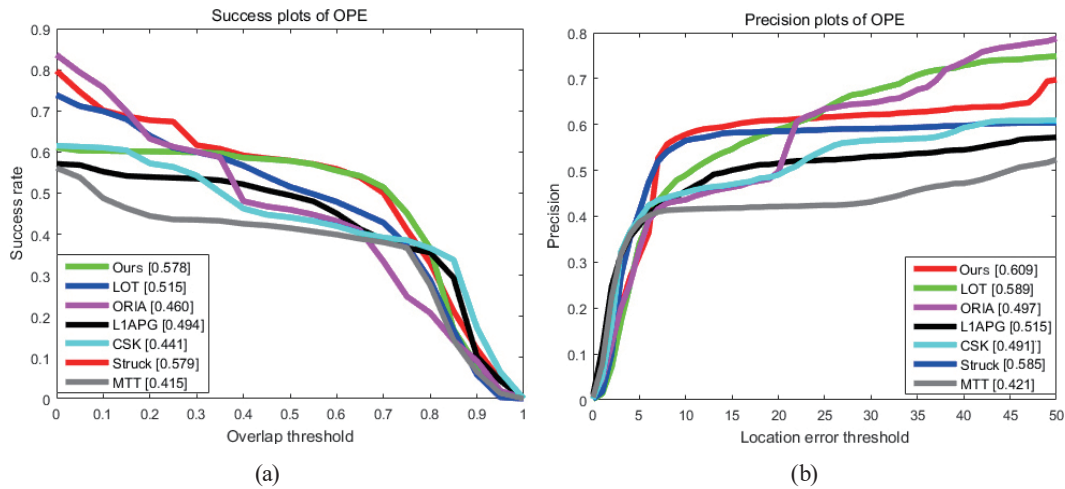 Success plots of OPE
0.9
0.8
0.7
0.6
0.5
0.4
0.3
0.2
0.1
0
Success rate
Ours [0.578]
LOT [0.515]
ORIA [0.460]
L1APG [0.494]
CSK [0.441]
Struck [0.579]
MTT [0.415]
0 0.1 0.2 0.3 0.4 0.5 0.6 0.7 0.8 0.9 1
Overlap threshold
(a)
Precision plots of OPE
0.8
0.7
0.6
0.5
0.4
0.3
0.2
0.1
0
Precision
Ours [0.609]
LOT [0.589]
ORIA [0.497]
L1APG [0.515]
CSK [0.491]]
Struck [0.585]
MTT [0.421]
0 5 10 15 20 25 30 35 40 45 50
Location error threshold
(b)